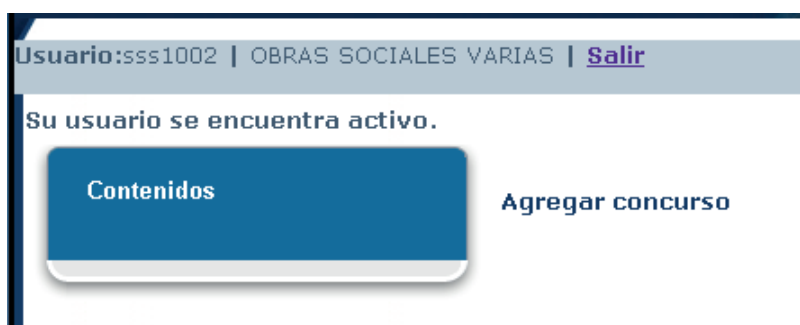 Usuario:sss1002 | OBRAS SOCIALES VARIAS | Salir
Su usuario se encuentra activo.
Contenidos
Agregar concurso